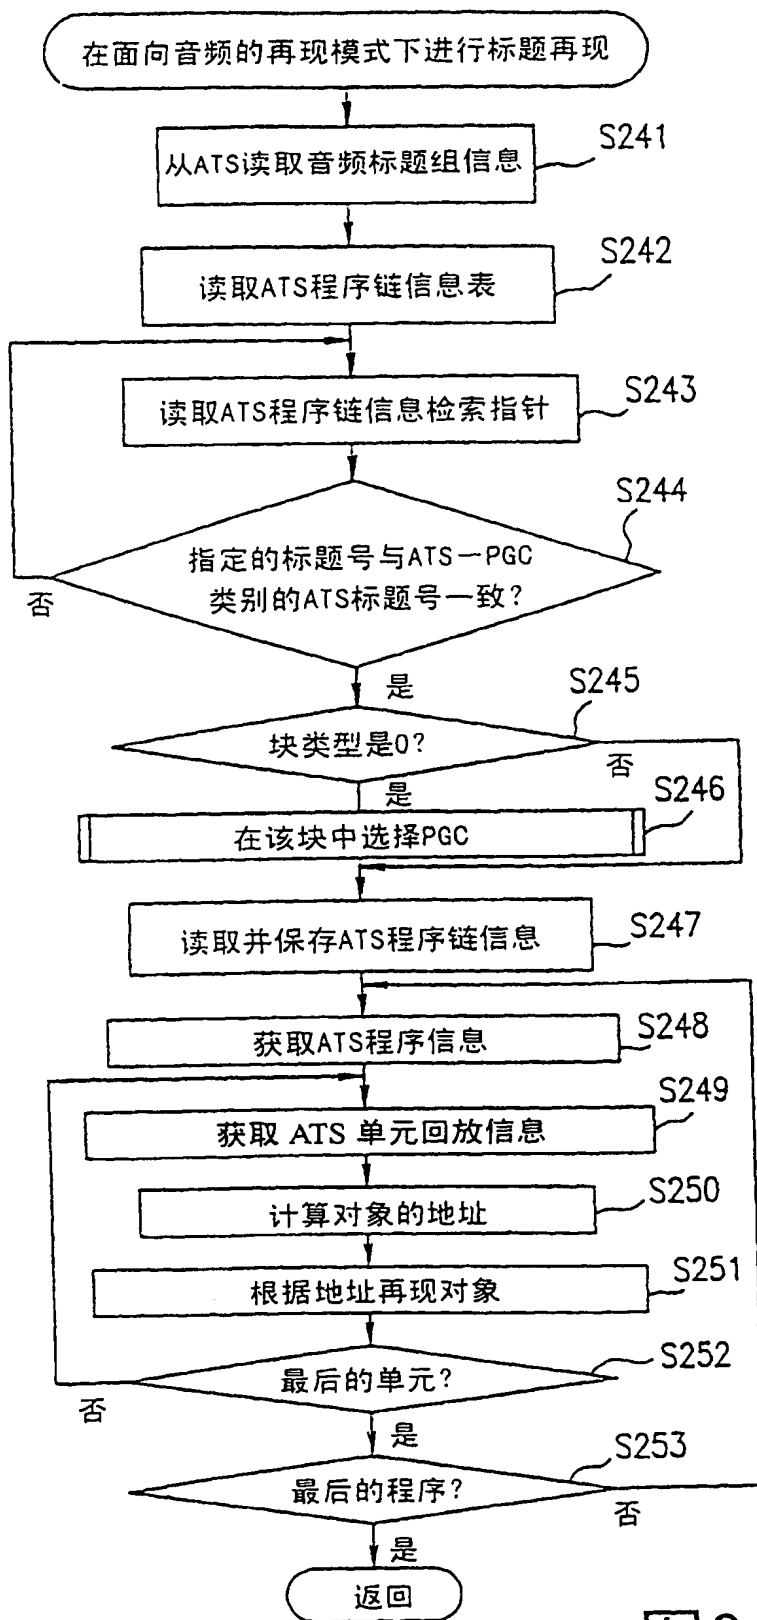 在面向音频的再现模式下进行标题再现
S241
从ATS读取音频标题组信息
S242
读取ATS程序链信息表
S243
读取ATS程序链信息检索指针
S244
指定的标题号与ATS一PGC
类别的ATS标题号一致?
否
是
S245
块类型是0?
否
是
S246
在该块中选择PGC
S247
读取并保存ATS程序链信息
S248
获取ATS程序信息
S249
获取 ATS 单元回放信息
S250
计算对象的地址
S251
根据地址再现对象
S252
最后的单元?
否
是
S253
最后的程序?
否
是
返回